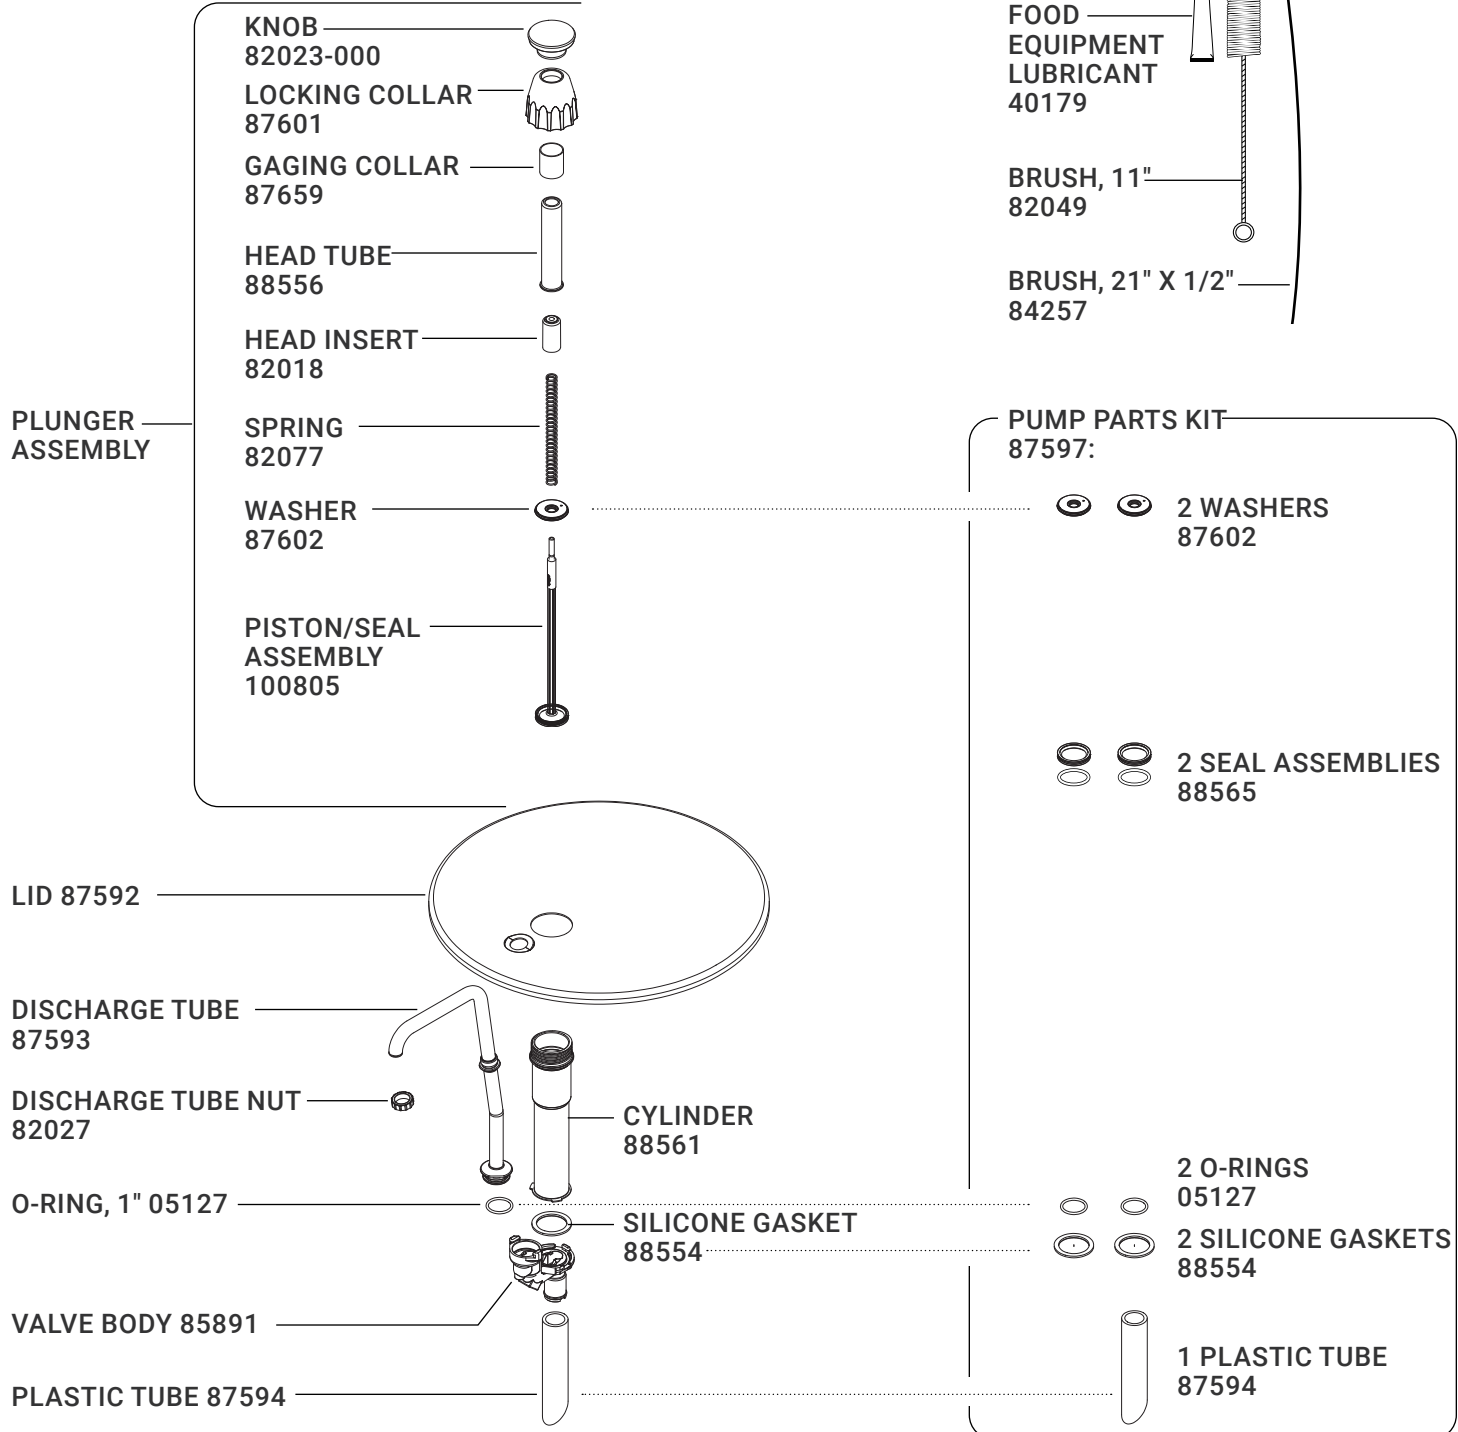 KNOB
82023-000
LOCKING COLLAR
87601
GAGING COLLAR
87659
HEAD TUBE
88556
HEAD INSERT
82018
PLUNGER
ASSEMBLY
SPRING
82077
WASHER
87602
PISTON/SEAL
ASSEMBLY
100805
LID 87592
DISCHARGE TUBE
87593
DISCHARGE TUBE NUT
82027
CYLINDER
88561
O-RING, 1" 05127
SILICONE GASKET
88554
VALVE BODY 85891
PLASTIC TUBE 87594
FOOD
EQUIPMENT
LUBRICANT
40179
BRUSH, 11"
82049
BRUSH, 21" X 1/2"
84257
PUMP PARTS KIT
87597:
2 WASHERS
87602
2 SEAL ASSEMBLIES
88565
2 O-RINGS
05127
2 SILICONE GASKETS
88554
1 PLASTIC TUBE
87594